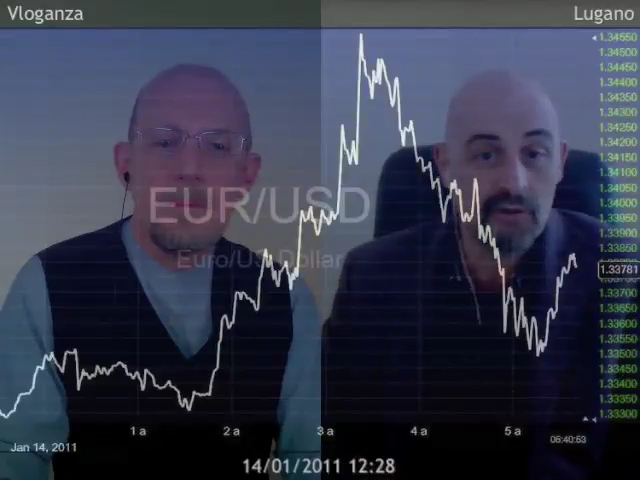 Vloganza
Lugano
EUR/USD
Euro/US Dollar
1.34550
1.34500
1.34450
1.34400
1.34350
1.34300
1.34250
1.34200
1.34150
1.34100
1.34050
1.34000
1.33950
1.33900
1.33850
1.33781
1.33700
1.33650
1.33600
1.33550
1.33500
1.33450
1.33400
1.33350
1.33300
1 a
2 a
3 a
4 a
5 a
Jan 14, 2011
06:40:53
14/01/2011 12:28